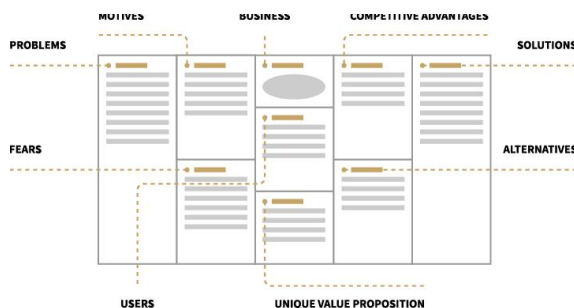 MOTIVES
BUSINESS
COMPETITIVE ADVANTAGES
PROBLEMS
SOLUTIONS
FEARS
ALTERNATIVES
USERS
UNIQUE VALUE PROPOSITION